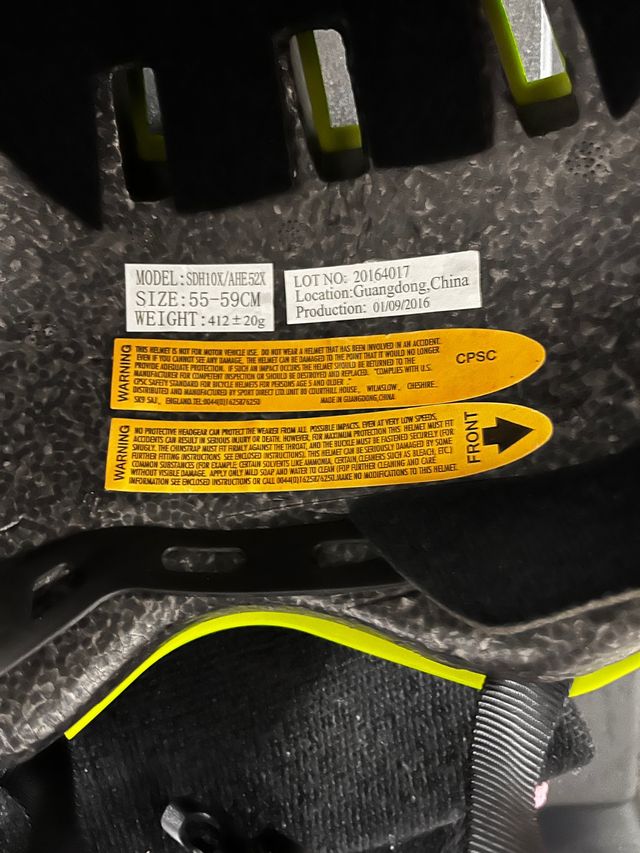 MODEL:SDH10X/AHE52X
SIZE:55-59CM
WEIGHT:412±20g
LOT NO: 20164017
Location:Guangdong,China
Production: 01/09/2016
WARNING
THIS HELMET IS NOT FOR MOTOR VEHICLE USE. DO NOT WEAR A HELMET THAT HAS BEEN INVOLVED IN AN ACCIDENT.
EVEN IF YOU CANNOT SEE ANY DAMAGE, THE HELMET CAN BE DAMAGED TO THE POINT THAT IT WOULD NO LONGER
PROVIDE ADEQUATE PROTECTION. IF SUCH AN IMPACT OCCURS THE HELMET SHOULD BE RETURNED TO THE
MANUFACTURER FOR COMPETENT INSPECTION OR SHOULD BE DESTROYED AND REPLACED. "COMPLIES WITH U.S.
CPSC SAFETY STANDARD FOR BICYCLE HELMETS FOR PERSONS AGE 5 AND OLDER".
DISTRIBUTED AND MANUFACTURED BY SPORT DIRECT LTD.UNIT 80 COURTHILL HOUSE, WILMSLOW, CHESHIRE,
SK9 5AJ, ENGLAND.TEL:0044(0)1625876250 MADE IN GUANGDONG,CHINA
CPSC
WARNING
NO PROTECTIVE HEADGEAR CAN PROTECT THE WEARER FROM ALL POSSIBLE IMPACTS. EVEN AT VERY LOW SPEEDS,
ACCIDENTS CAN RESULT IN SERIOUS INJURY OR DEATH. HOWEVER, FOR MAXIMUM PROTECTION THIS HELMET MUST FIT
SNUGLY, THE CHINSTRAP MUST FIT FIRMLY AGAINST THE THROAT, AND THE BUCKLE MUST BE FASTENED SECURELY (FOR
FURTHER FITTING INSTRUCTIONS SEE ENCLOSED INSTRUCTIONS). THIS HELMET CAN BE SERIOUSLY DAMAGED BY SOME
COMMON SUBSTANCES (FOR EXAMPLE; CERTAIN SOLVENTS LIKE AMMONIA, CERTAIN,CLEANERS SUCH AS BLEACH, ETC.)
WITHOUT VISIBLE DAMAGE. APPLY ONLY MILD SOAP AND WATER TO CLEAN (FOP FURTHER CLEANING AND CARE
INFORMATION SEE ENCLOSED INSTRUCTIONS OR CALL 0044(0)1625876250.MAKE NO MODIFICATIONS TO THIS HELMET.
FRONT